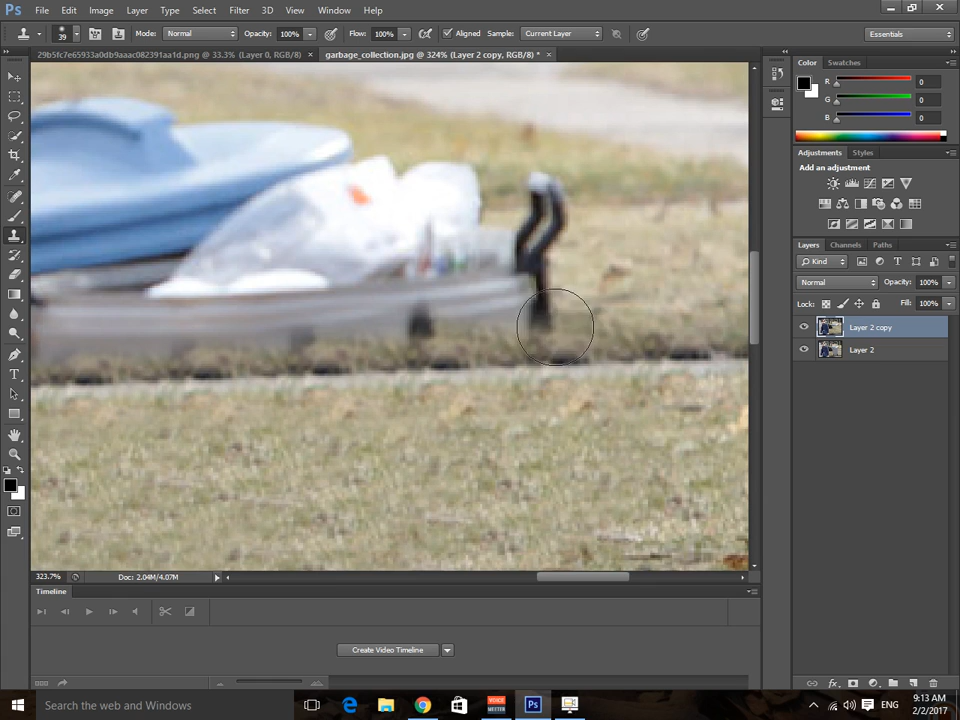 Ps File Edit Image Layer Type Select Filter 3D View Window Help
39 Mode: Normal Opacity: 100% Flow: 100% Aligned Sample: Current Layer Essentials
29b5fc7e65933a0db9aaac082391aa1d.png @ 33.3% (Layer 0, RGB/8) × garbage_collection.jpg @ 324% (Layer 2 copy, RGB/8) * ×
Color Swatches
R 0
G 0
B 0
Adjustments Styles
Add an adjustment
Layers Channels Paths
Kind
Normal Opacity: 100%
Lock: Fill: 100%
Layer 2 copy
Layer 2
323.7% Doc: 2.04M/4.07M
Timeline
Create Video Timeline
Search the web and Windows
ENG
9:13 AM
2/2/2017